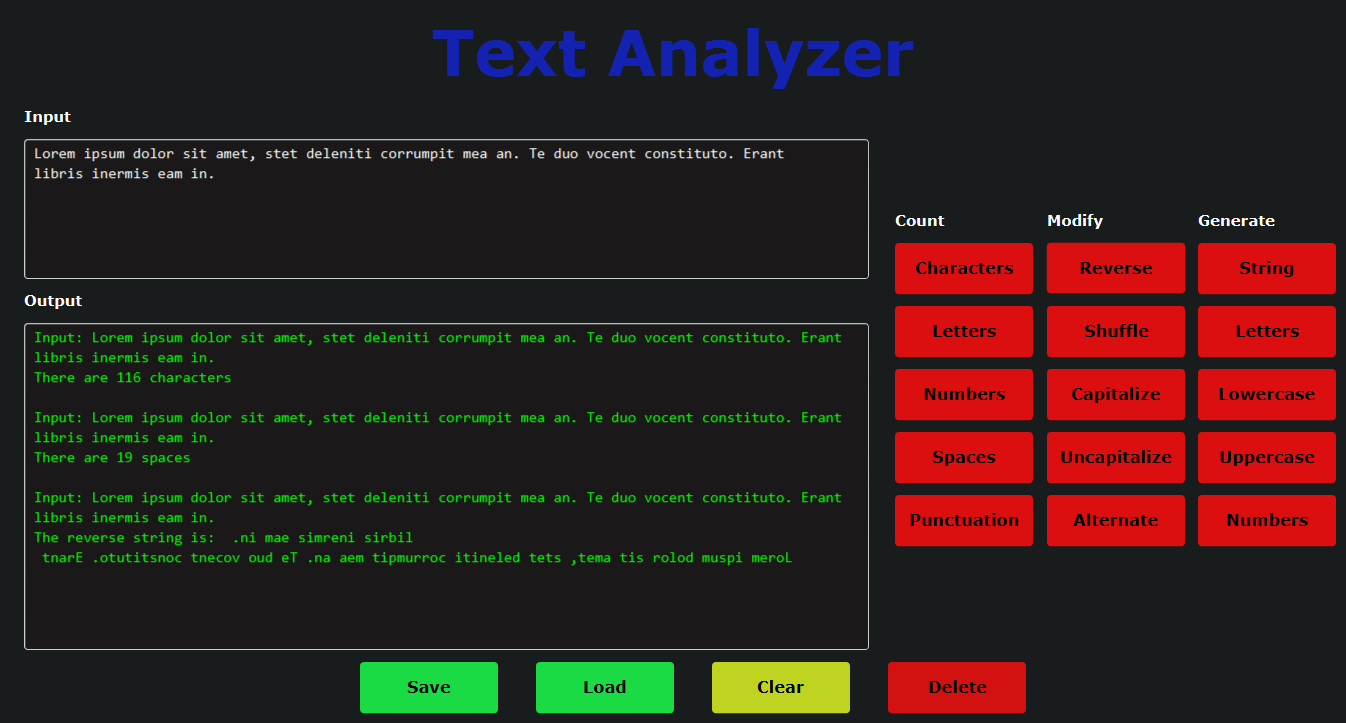 Text Analyzer
Input
Lorem ipsum dolor sit amet, stet deleniti corrumpit mea an. Te duo vocent constituto. Erant
libris inermis eam in.
Output
Input: Lorem ipsum dolor sit amet, stet deleniti corrumpit mea an. Te duo vocent constituto. Erant
libris inermis eam in.
There are 116 characters
Input: Lorem ipsum dolor sit amet, stet deleniti corrumpit mea an. Te duo vocent constituto. Erant
libris inermis eam in.
There are 19 spaces
Input: Lorem ipsum dolor sit amet, stet deleniti corrumpit mea an. Te duo vocent constituto. Erant
libris inermis eam in.
The reverse string is:  .ni mae simreni sirbil
 tnarE .otutitsnoc tnecov oud eT .na aem tipmurroc itineled tets ,tema tis rolod muspi meroL
Count Modify Generate
Characters Reverse String
Letters Shuffle Letters
Numbers Capitalize Lowercase
Spaces Uncapitalize Uppercase
Punctuation Alternate Numbers
Save Load Clear Delete